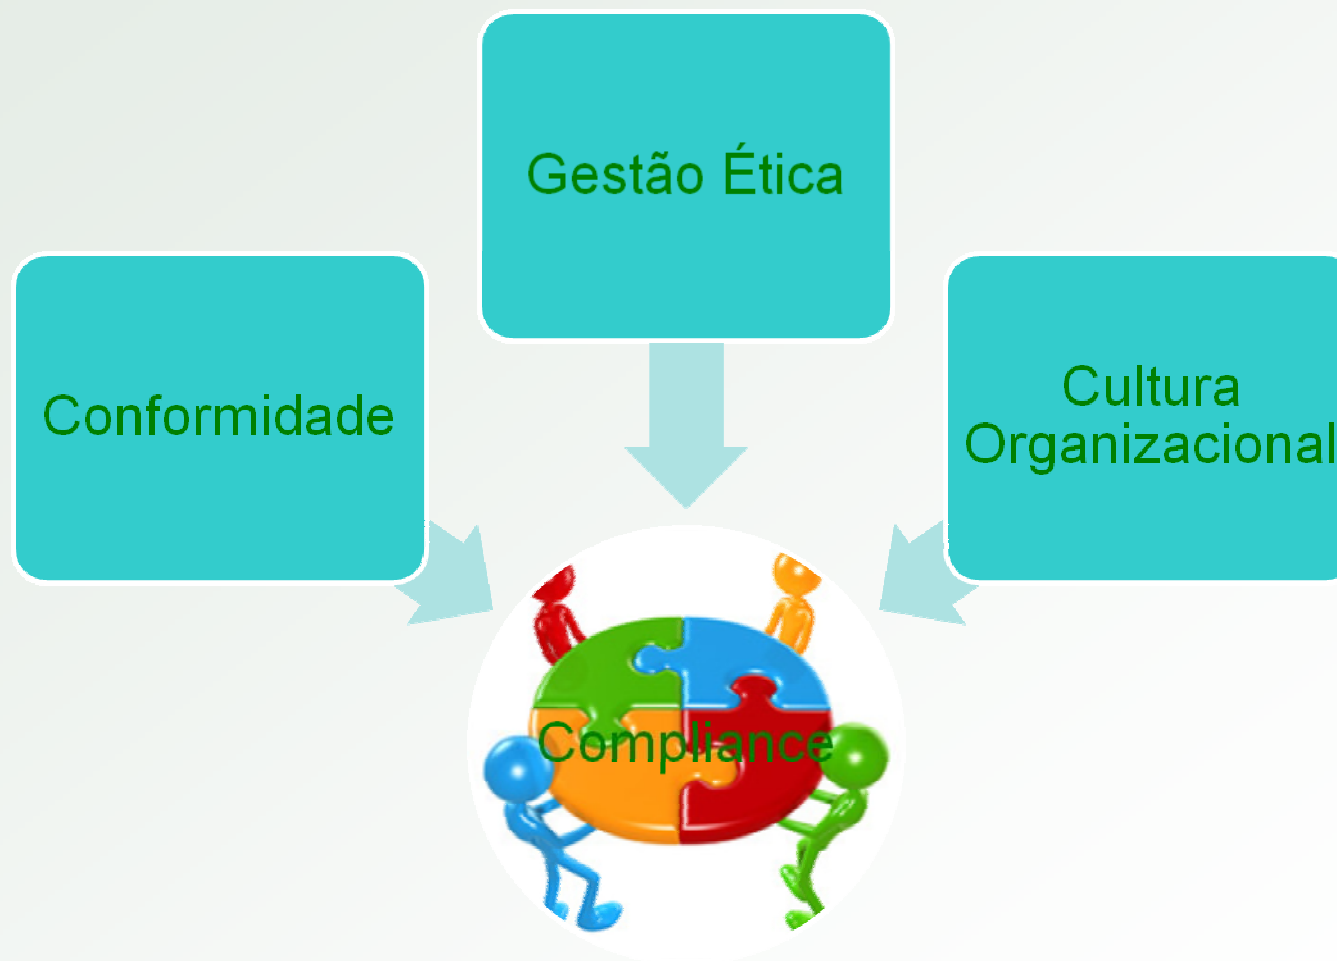 Gestão Ética
Conformidade
Cultura
Organizacional
Compliance